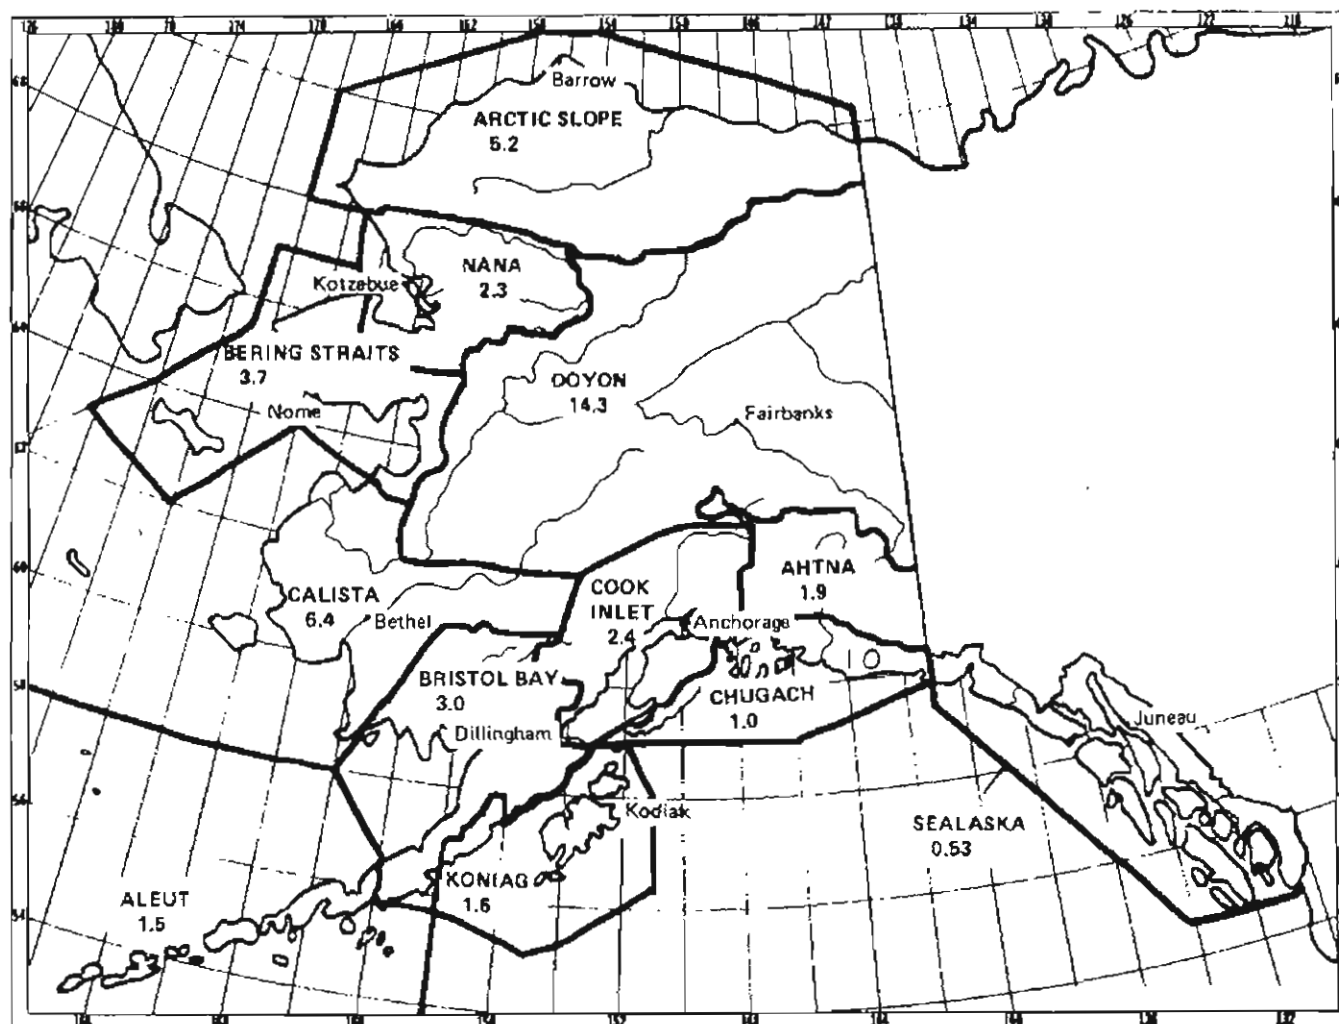 Barrow
ARCTIC SLOPE
5.2
NANA
2.3
Kotzebue
BERING STRAITS
3.7
Nome
DOYON
14.3
Fairbanks
AHTNA
1.9
COOK
INLET
2.4
CALISTA
6.4
Bethel
Anchorage
BRISTOL BAY
3.0
CHUGACH
1.0
Dillingham
Juneau
Kodiak
SEALASKA
0.53
KONIAG
1.6
ALEUT
1.5